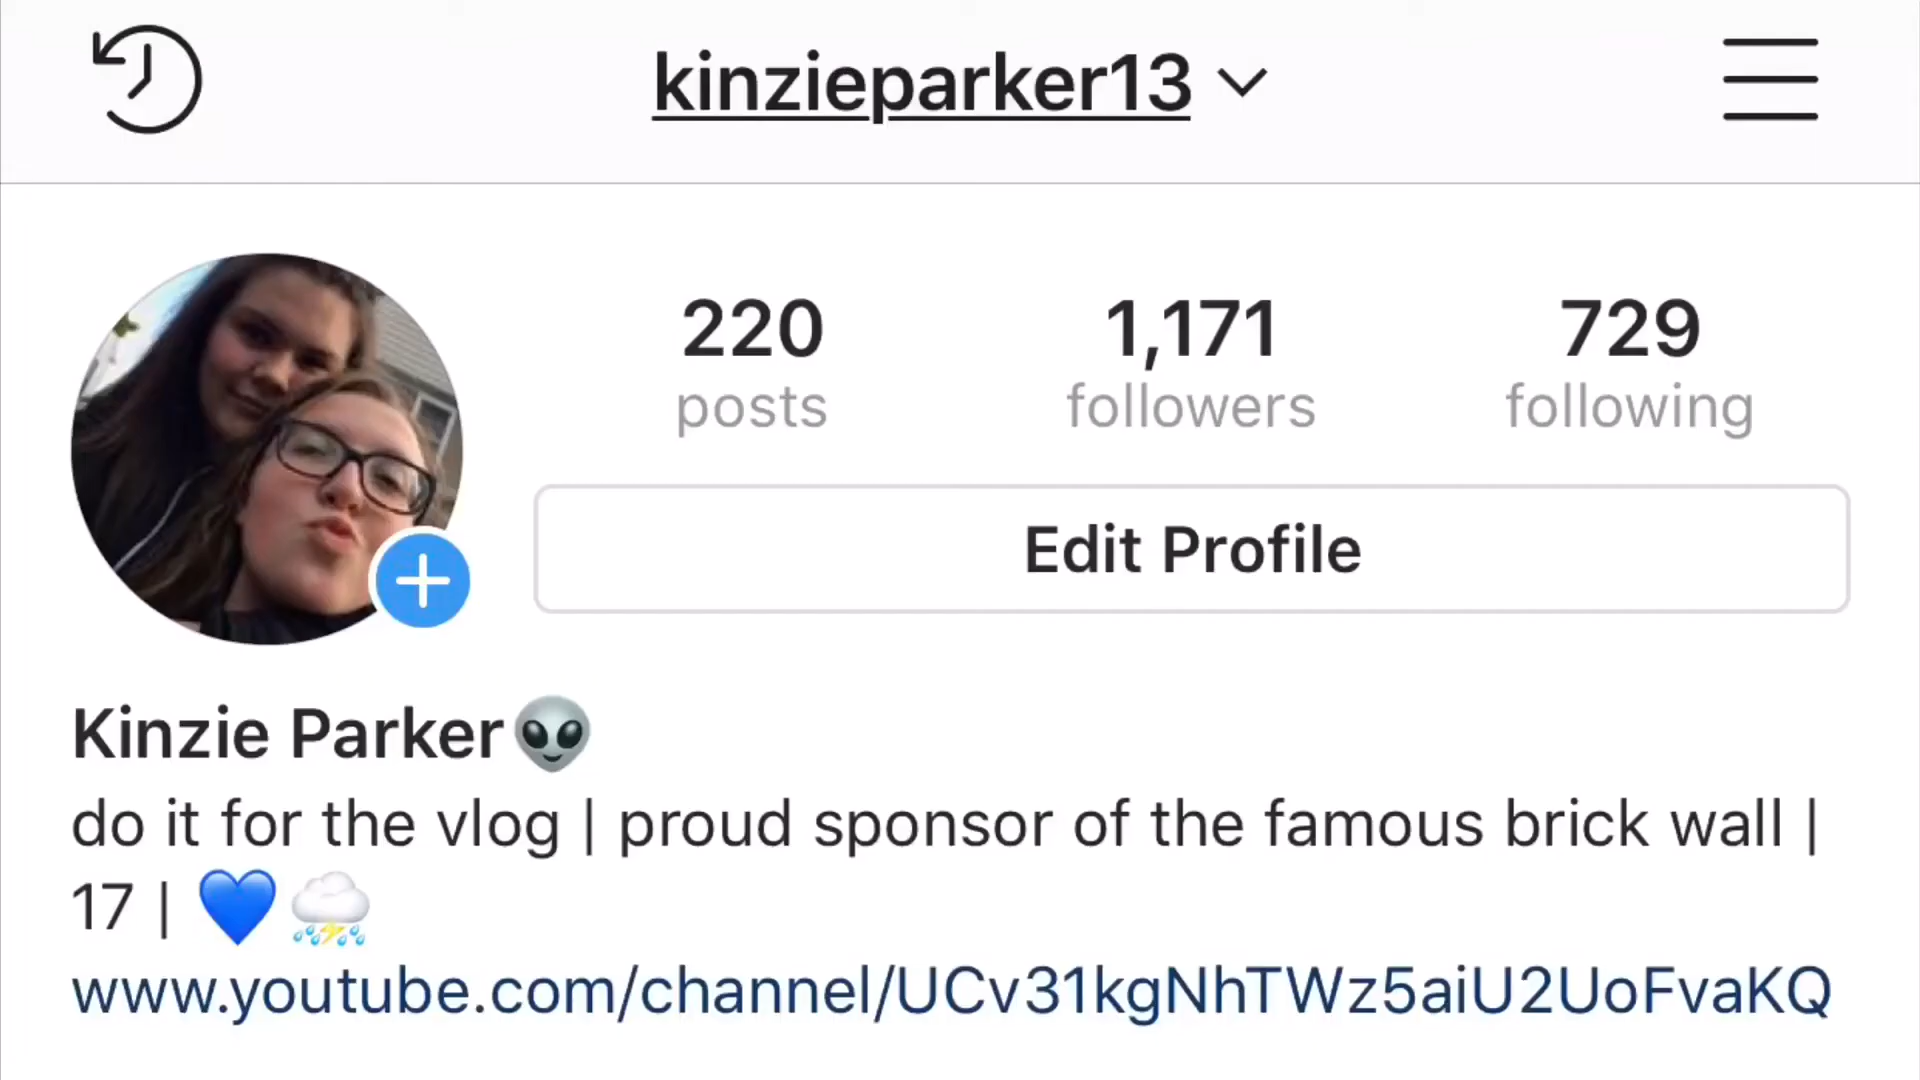 kinzieparker13
220 1,171 729
posts followers following
Edit Profile
Kinzie Parker👽
do it for the vlog | proud sponsor of the famous brick wall |
17 | 💙⛈
www.youtube.com/channel/UCv31kgNhTWz5aiU2UoFvaKQ